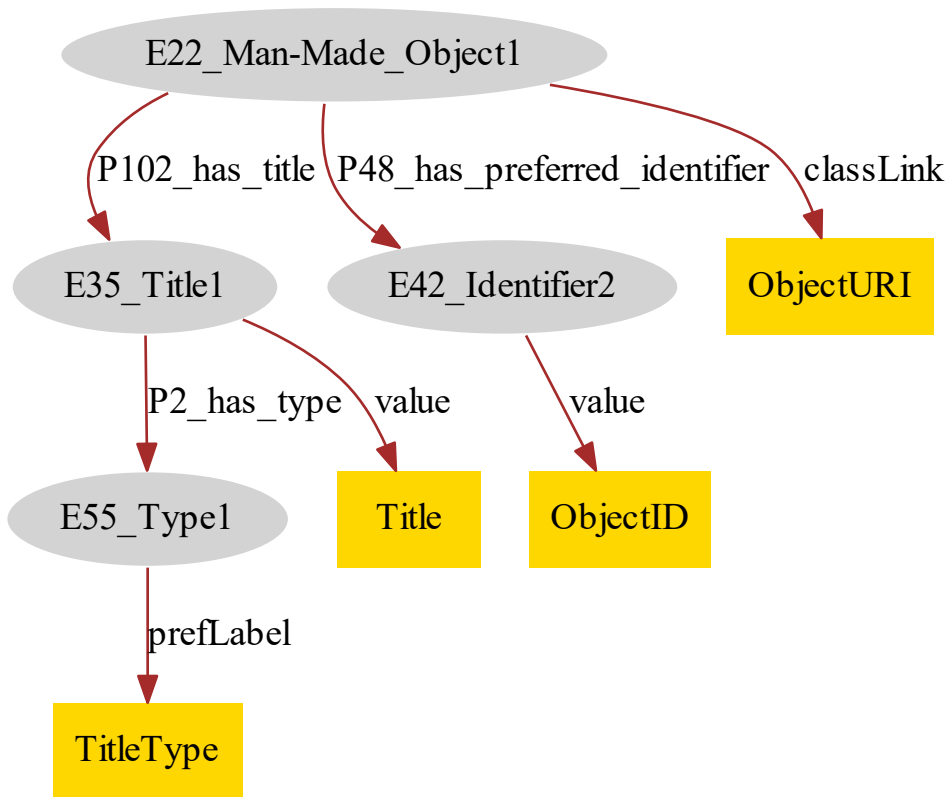 E22_Man-Made_Object1
P102_has_title P48_has_preferred_identifier classLink
E35_Title1 E42_Identifier2 ObjectURI
P2_has_type value value
E55_Type1 Title ObjectID
prefLabel
TitleType